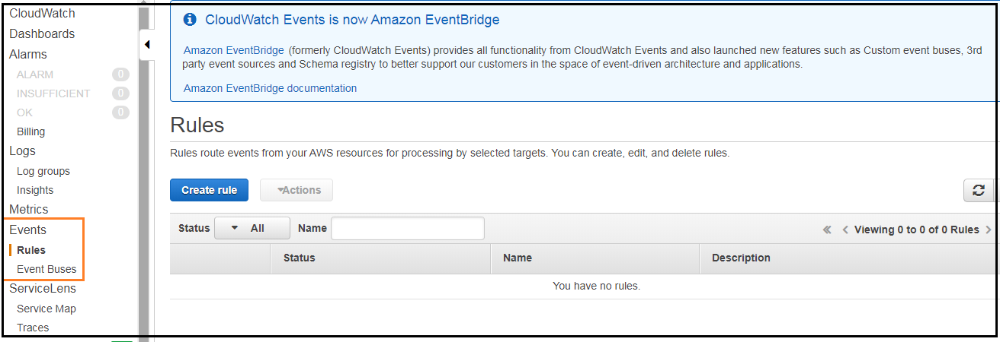 CloudWatch
Dashboards
Alarms
ALARM 0
INSUFFICIENT 0
OK 0
Billing
Logs
Log groups
Insights
Metrics
Events
Rules
Event Buses
ServiceLens
Service Map
Traces
CloudWatch Events is now Amazon EventBridge
Amazon EventBridge (formerly CloudWatch Events) provides all functionality from CloudWatch Events and also launched new features such as Custom event buses, 3rd
party event sources and Schema registry to better support our customers in the space of event-driven architecture and applications.
Amazon EventBridge documentation
Rules
Rules route events from your AWS resources for processing by selected targets. You can create, edit, and delete rules.
Create rule Actions
Status All Name Viewing 0 to 0 of 0 Rules
Status Name Description
You have no rules.